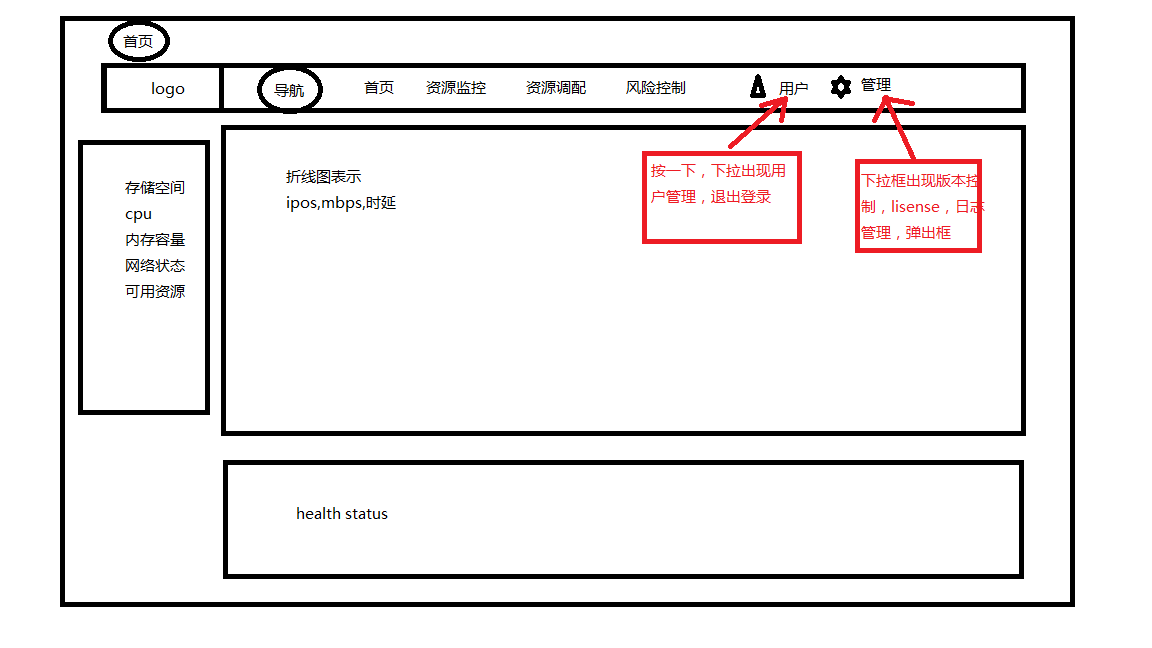 首页
logo
导航
首页
资源监控
资源调配
风险控制
用户
管理
存储空间
cpu
内存容量
网络状态
可用资源
折线图表示
ipos,mbps,时延
按一下，下拉出现用
户管理，退出登录
下拉框出现版本控
制，lisense，日志
管理，弹出框
health status